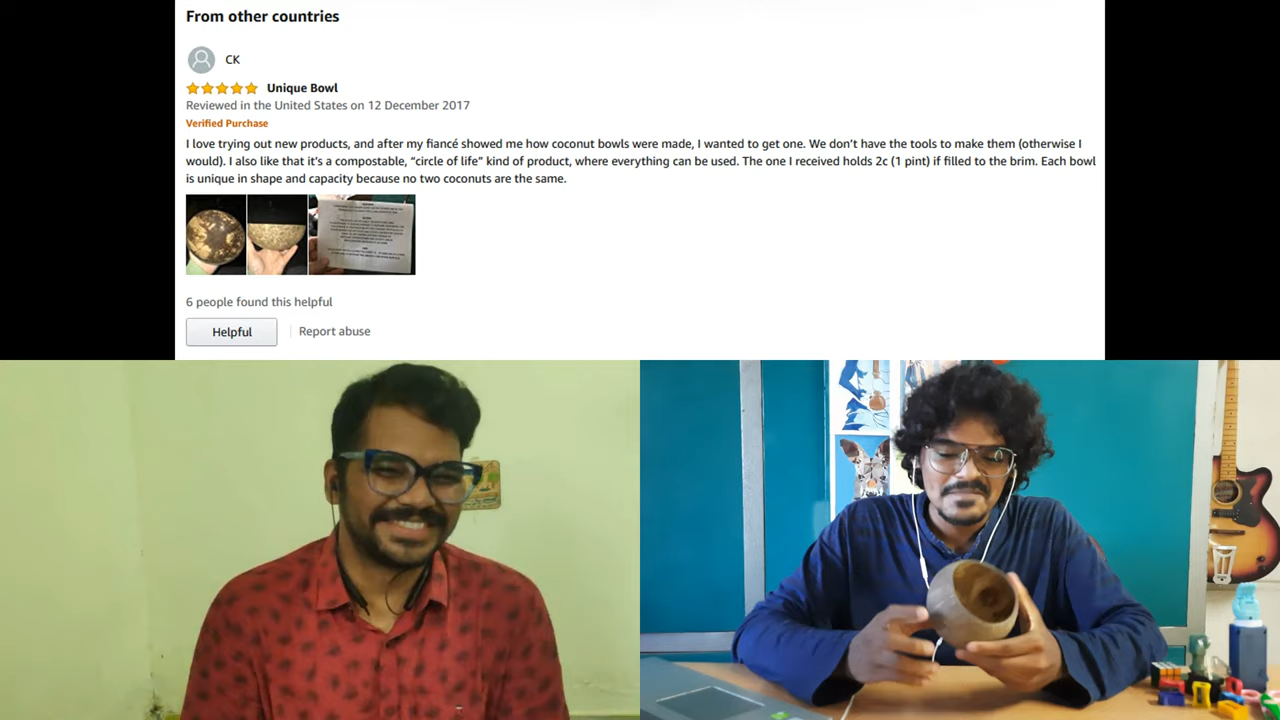 From other countries
CK
Unique Bowl
Reviewed in the United States on 12 December 2017
Verified Purchase
I love trying out new products, and after my fiancé showed me how coconut bowls were made, I wanted to get one. We don't have the tools to make them (otherwise I
would). I also like that it's a compostable, "circle of life" kind of product, where everything can be used. The one I received holds 2c (1 pint) if filled to the brim. Each bowl
is unique in shape and capacity because no two coconuts are the same.
6 people found this helpful
Helpful
Report abuse